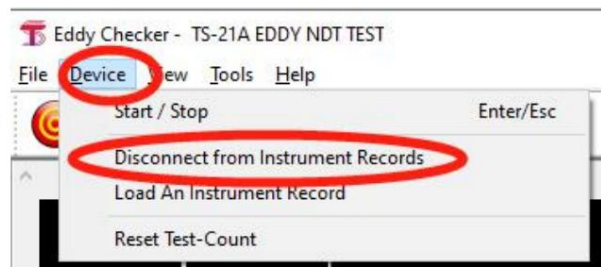 Eddy Checker - TS-21A EDDY NDT TEST
File Device View Tools Help
Start / Stop Enter/Esc
Disconnect from Instrument Records
Load An Instrument Record
Reset Test-Count